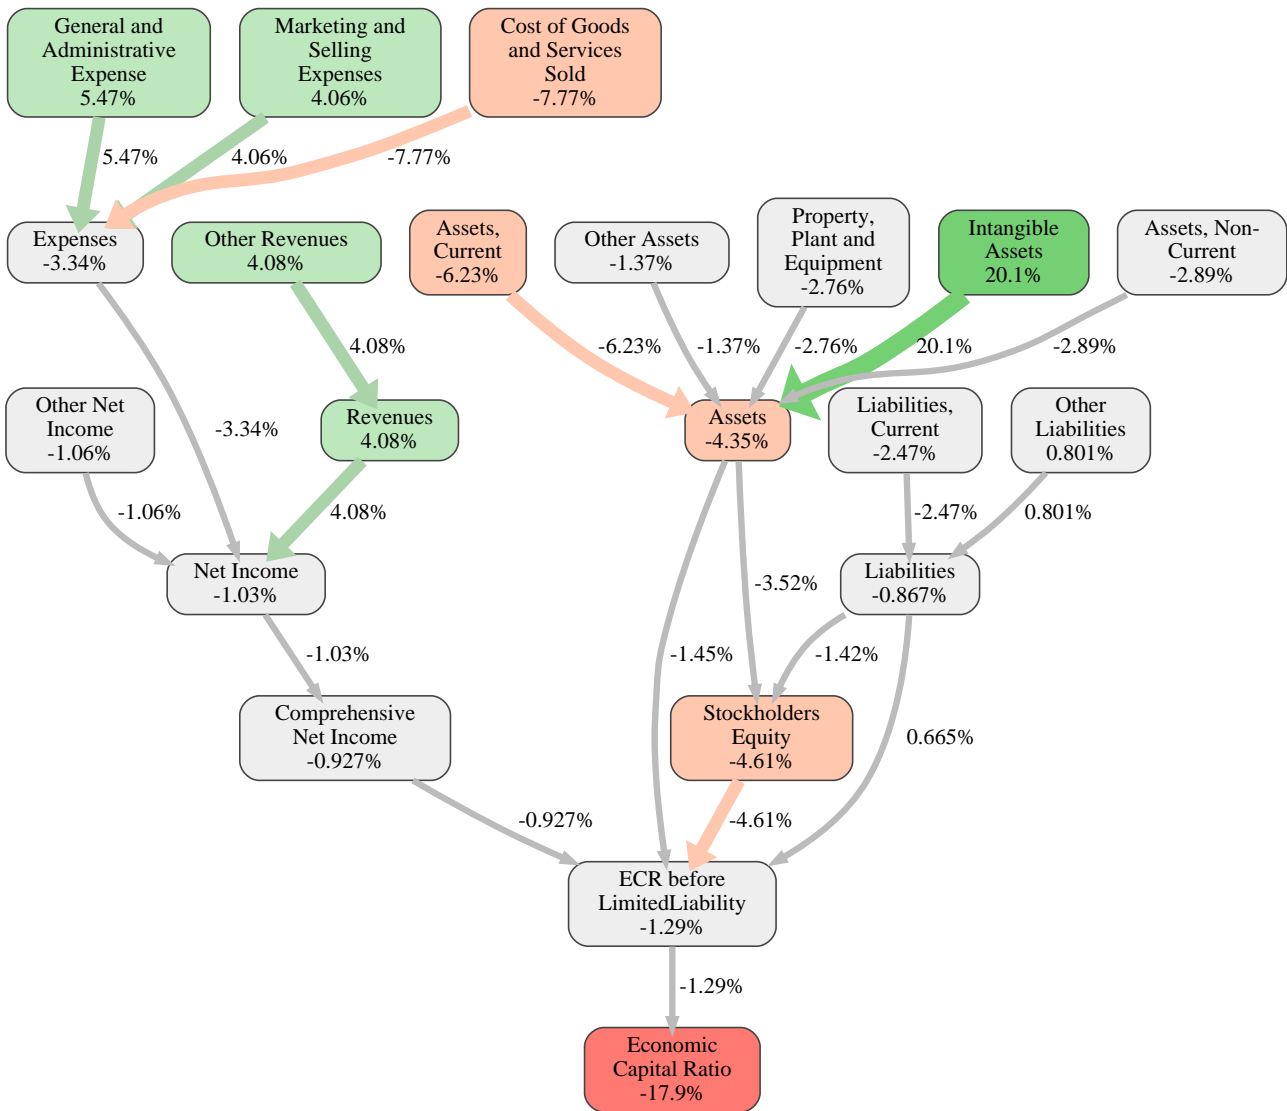 General and
Administrative
Expense
5.47%
Marketing and
Selling
Expenses
4.06%
Cost of Goods
and Services
Sold
-7.77%
5.47%
4.06%
-7.77%
Expenses
-3.34%
Other Revenues
4.08%
Assets,
Current
-6.23%
Other Assets
-1.37%
Property,
Plant and
Equipment
-2.76%
Intangible
Assets
20.1%
Assets, Non-
Current
-2.89%
4.08%
-6.23%
-1.37%
-2.76%
20.1%
-2.89%
Other Net
Income
-1.06%
-3.34%
Revenues
4.08%
Assets
-4.35%
Liabilities,
Current
-2.47%
Other
Liabilities
0.801%
-1.06%
4.08%
-2.47%
0.801%
Net Income
-1.03%
-3.52%
Liabilities
-0.867%
-1.03%
-1.45%
-1.42%
Comprehensive
Net Income
-0.927%
Stockholders
Equity
-4.61%
0.665%
-0.927%
-4.61%
ECR before
LimitedLiability
-1.29%
-1.29%
Economic
Capital Ratio
-17.9%